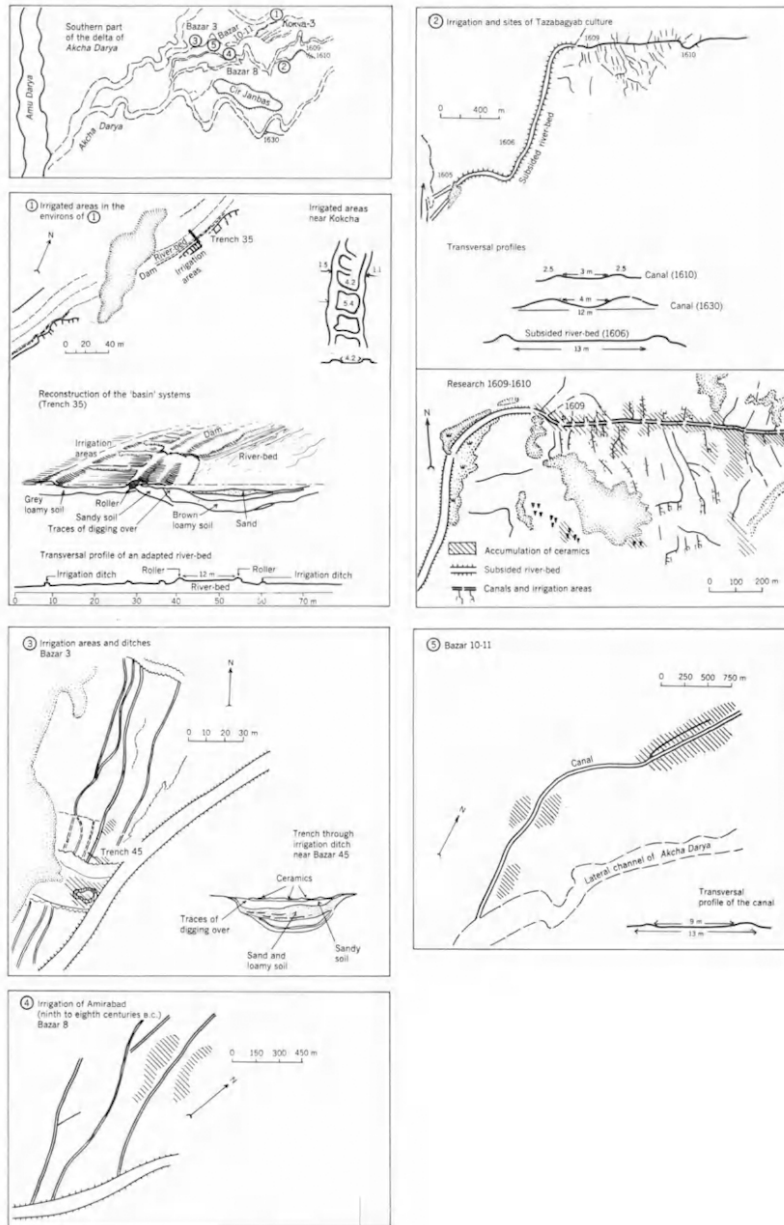 Southern part
of the delta of
Akcha Darya
Bazar 3
Bazar
10-11
1
3
5
4
2
1609
1610
Bazar 8
Cir Janbas
Amu Darya
Akcha Darya
1630
1 Irrigated areas in the
environs of 1
River-bed
Trench 35
Dam
Irrigation
areas
0 20 40 m
Irrigated areas
near Kokcha
1.5
1.1
4.2
5.4
4.2
Reconstruction of the 'basin' systems
(Trench 35)
Irrigation
areas
Dam
River-bed
Grey
loamy soil
Roller
Sandy soil
Traces of digging over
Brown
loamy soil
Sand
Transversal profile of an adapted river-bed
Irrigation ditch
Roller
12 m
Roller
Irrigation ditch
River-bed
0 10 20 30 40 50 60 70 m
3 Irrigation areas and ditches
Bazar 3
N
0 10 20 30 m
Trench 45
Trench through
irrigation ditch
near Bazar 45
Ceramics
Traces of
digging over
Sand and
loamy soil
Sandy
soil
4 Irrigation of Amirabad
(ninth to eighth centuries B.C.)
Bazar 8
0 150 300 450 m
N
2 Irrigation and sites of Tazabagyab culture
1609
1610
0 400
m
1606
Subsided river-bed
1605
Transversal profiles
2.5 3 m 2.5
Canal (1610)
4 m
12 m
Canal (1630)
Subsided river-bed (1606)
13 m
Research 1609-1610
N
1609
Accumulation of ceramics
Subsided river-bed
Canals and irrigation areas
0 100 200 m
5 Bazar 10-11
0 250 500 750 m
Canal
N
Lateral channel of Akcha Darya
Transversal
profile of the canal
9 m
13 m